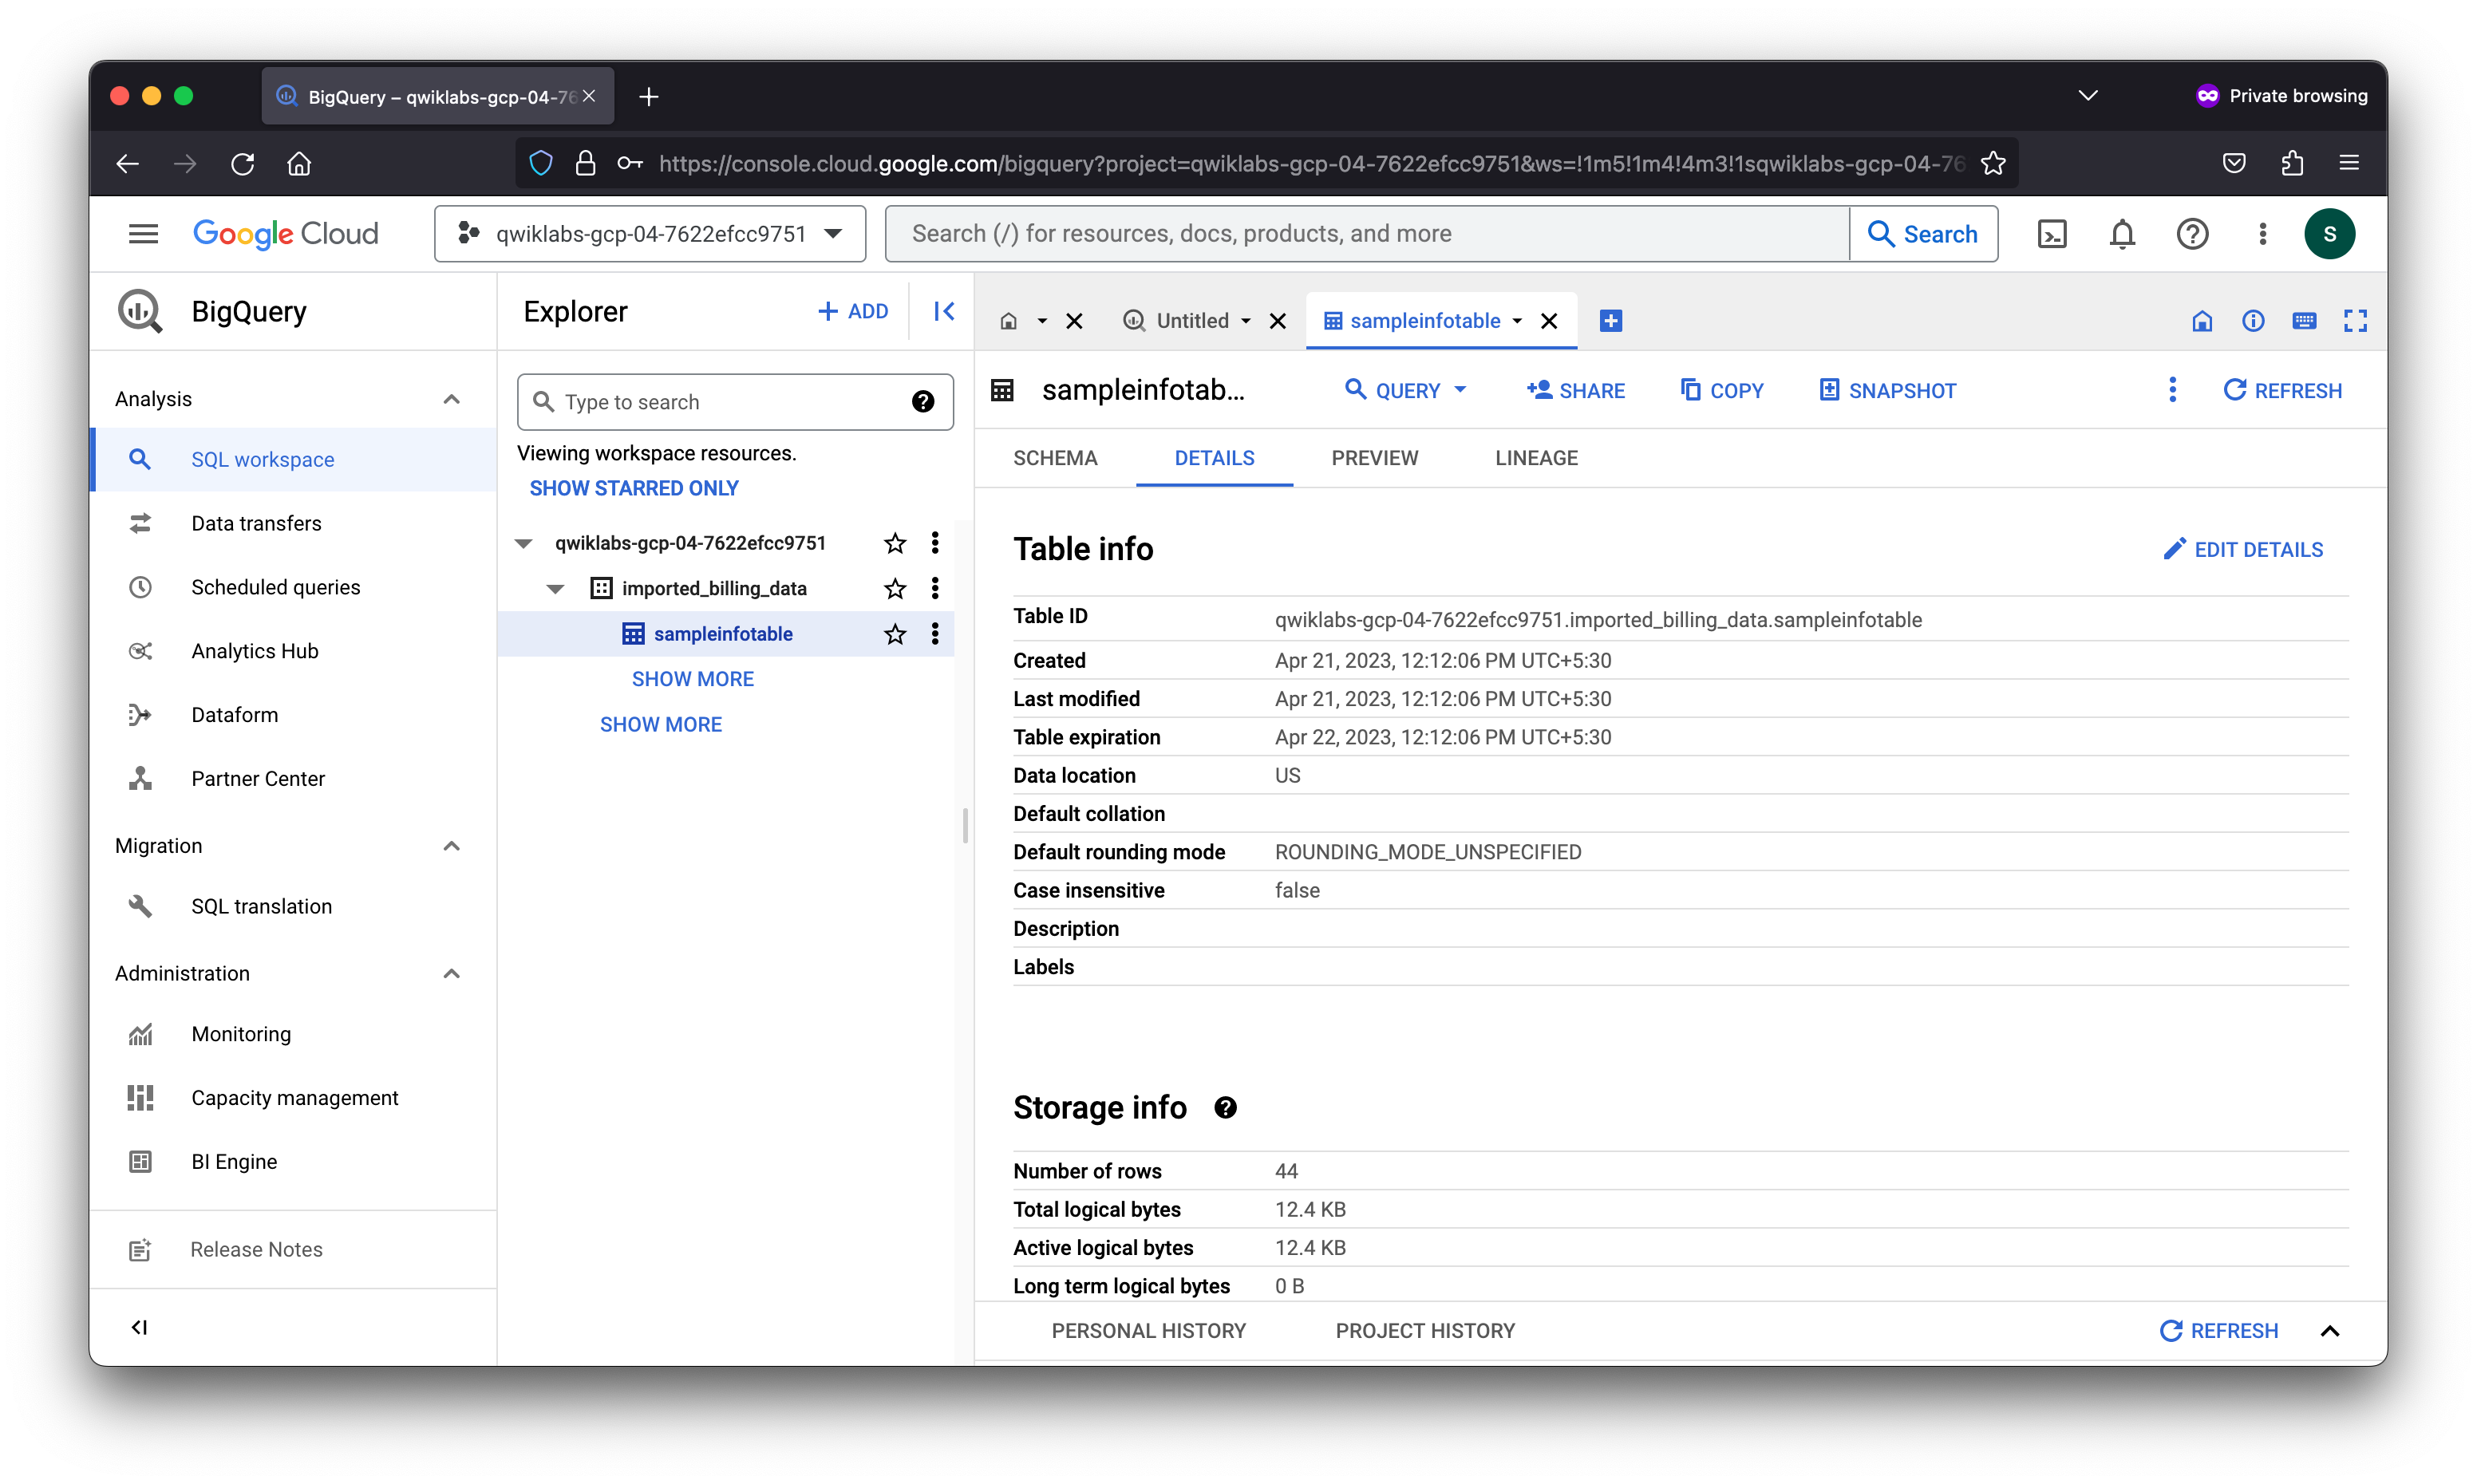 BigQuery – qwiklabs-gcp-04-76
Private browsing
https://console.cloud.google.com/bigquery?project=qwiklabs-gcp-04-7622efcc9751&ws=!1m5!1m4!4m3!1sqwiklabs-gcp-04-76
Google Cloud
qwiklabs-gcp-04-7622efcc9751
Search (/) for resources, docs, products, and more
Search
S
BigQuery
Analysis
SQL workspace
Data transfers
Scheduled queries
Analytics Hub
Dataform
Partner Center
Migration
SQL translation
Administration
Monitoring
Capacity management
BI Engine
Release Notes
Explorer
+ ADD
Type to search
Viewing workspace resources.
SHOW STARRED ONLY
qwiklabs-gcp-04-7622efcc9751
imported_billing_data
sampleinfotable
SHOW MORE
SHOW MORE
Untitled
sampleinfotable
sampleinfotab...
QUERY
SHARE
COPY
SNAPSHOT
REFRESH
SCHEMA
DETAILS
PREVIEW
LINEAGE
Table info
EDIT DETAILS
Table ID qwiklabs-gcp-04-7622efcc9751.imported_billing_data.sampleinfotable
Created Apr 21, 2023, 12:12:06 PM UTC+5:30
Last modified Apr 21, 2023, 12:12:06 PM UTC+5:30
Table expiration Apr 22, 2023, 12:12:06 PM UTC+5:30
Data location US
Default collation
Default rounding mode ROUNDING_MODE_UNSPECIFIED
Case insensitive false
Description
Labels
Storage info
Number of rows 44
Total logical bytes 12.4 KB
Active logical bytes 12.4 KB
Long term logical bytes 0 B
PERSONAL HISTORY
PROJECT HISTORY
REFRESH